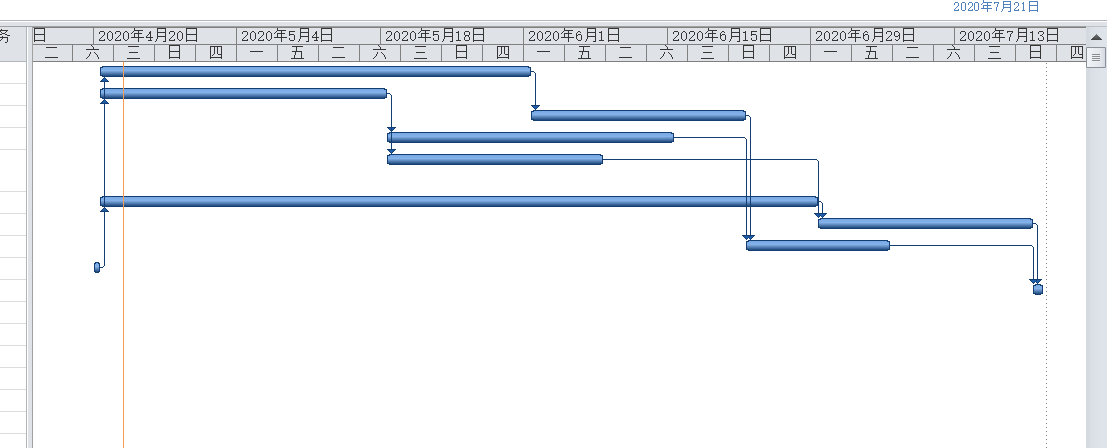 2020年7月21日
务 日 2020年4月20日 2020年5月4日 2020年5月18日 2020年6月1日 2020年6月15日 2020年6月29日 2020年7月13日
二 六 三 日 四 一 五 二 六 三 日 四 一 五 二 六 三 日 四 一 五 二 六 三 日 四